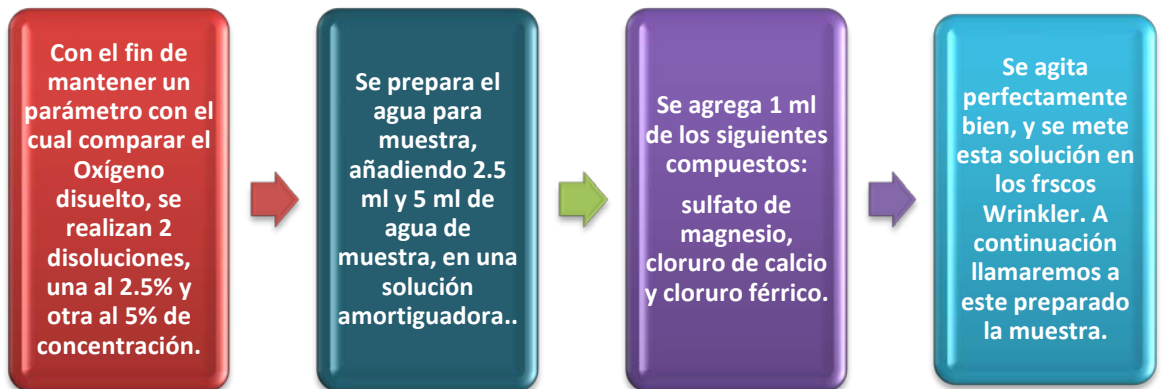 Con el fin de
mantener un
parámetro con el
cual comparar el
Oxígeno
disuelto, se
realizan 2
disoluciones,
una al 2.5% y
otra al 5% de
concentración.
Se prepara el
agua para
muestra,
añadiendo 2.5
ml y 5 ml de
agua de
muestra, en una
solución
amortiguadora..
Se agrega 1 ml
de los siguientes
compuestos:
sulfato de
magnesio,
cloruro de calcio
y cloruro férrico.
Se agita
perfectamente
bien, y se mete
esta solución en
los frscos
Wrinkler. A
continuación
llamaremos a
este preparado
la muestra.